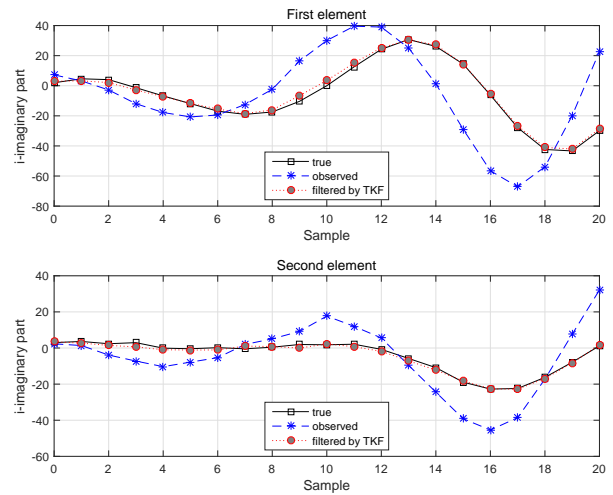 First element
40
20
0
-20
-40
-60
-80
i-imaginary part
true
observed
filtered by TKF
0 2 4 6 8 10 12 14 16 18 20
Sample
Second element
40
20
0
-20
-40
-60
i-imaginary part
true
observed
filtered by TKF
0 2 4 6 8 10 12 14 16 18 20
Sample